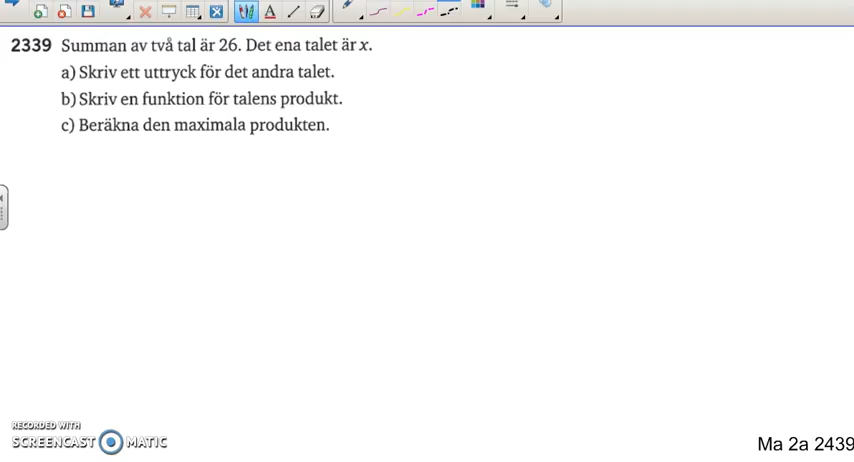 2339 Summan av två tal är 26. Det ena talet är x.
a) Skriv ett uttryck för det andra talet.
b) Skriv en funktion för talens produkt.
c) Beräkna den maximala produkten.
RECORDED WITH
SCREENCAST MATIC
Ma 2a 2439